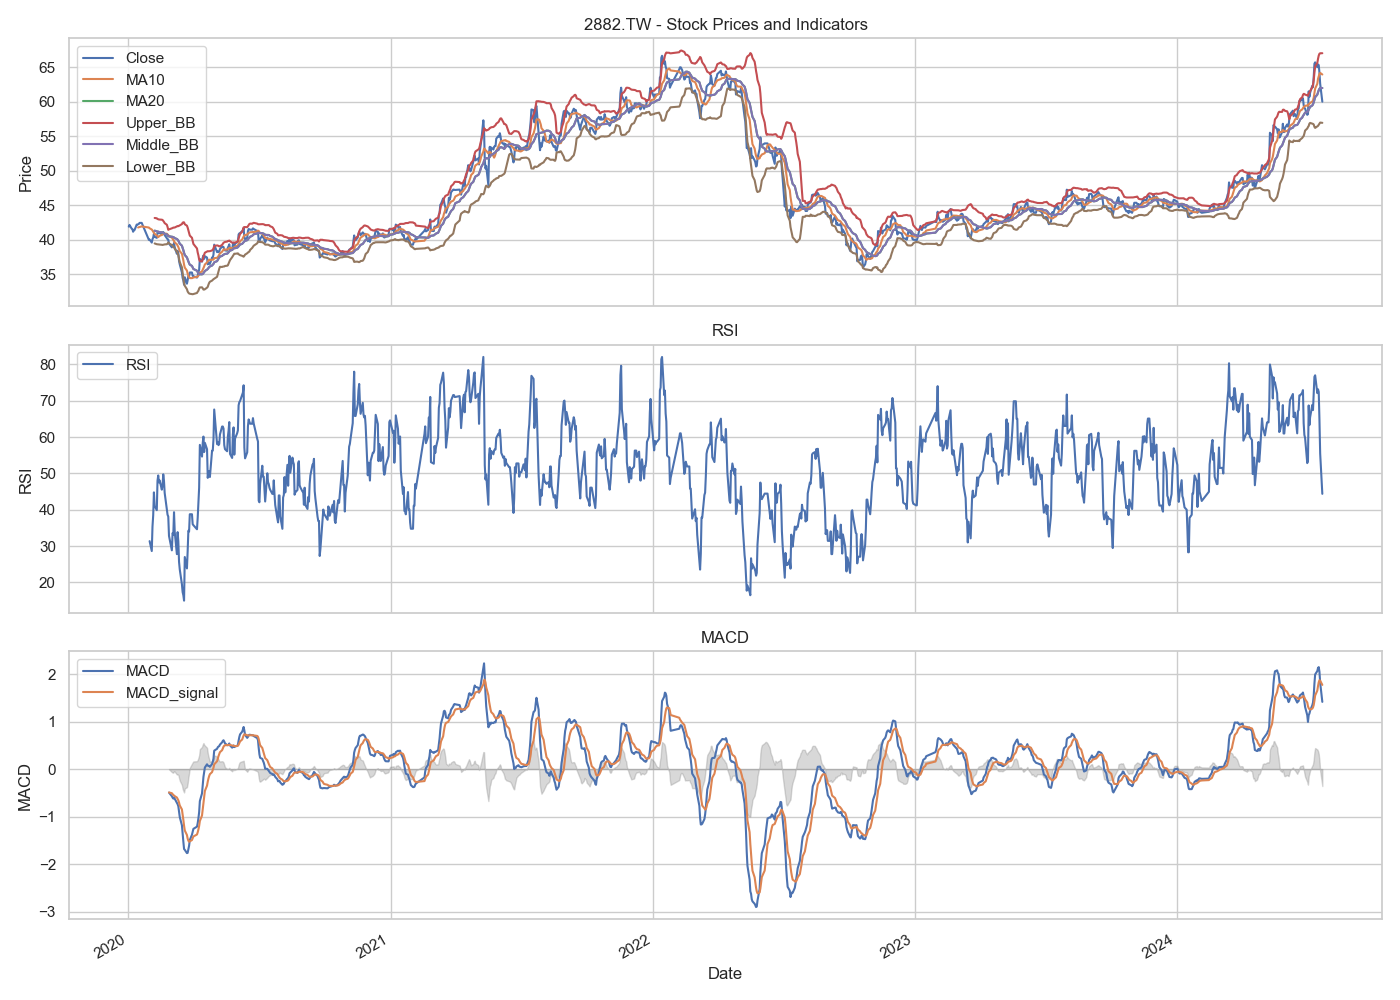 2882.TW - Stock Prices and Indicators
Close
MA10
MA20
Upper_BB
Middle_BB
Lower_BB
Price
65
60
55
50
45
40
35
RSI
RSI
RSI
80
70
60
50
40
30
20
MACD
MACD
MACD_signal
MACD
2
1
0
−1
−2
−3
2020
2021
2022
2023
2024
Date